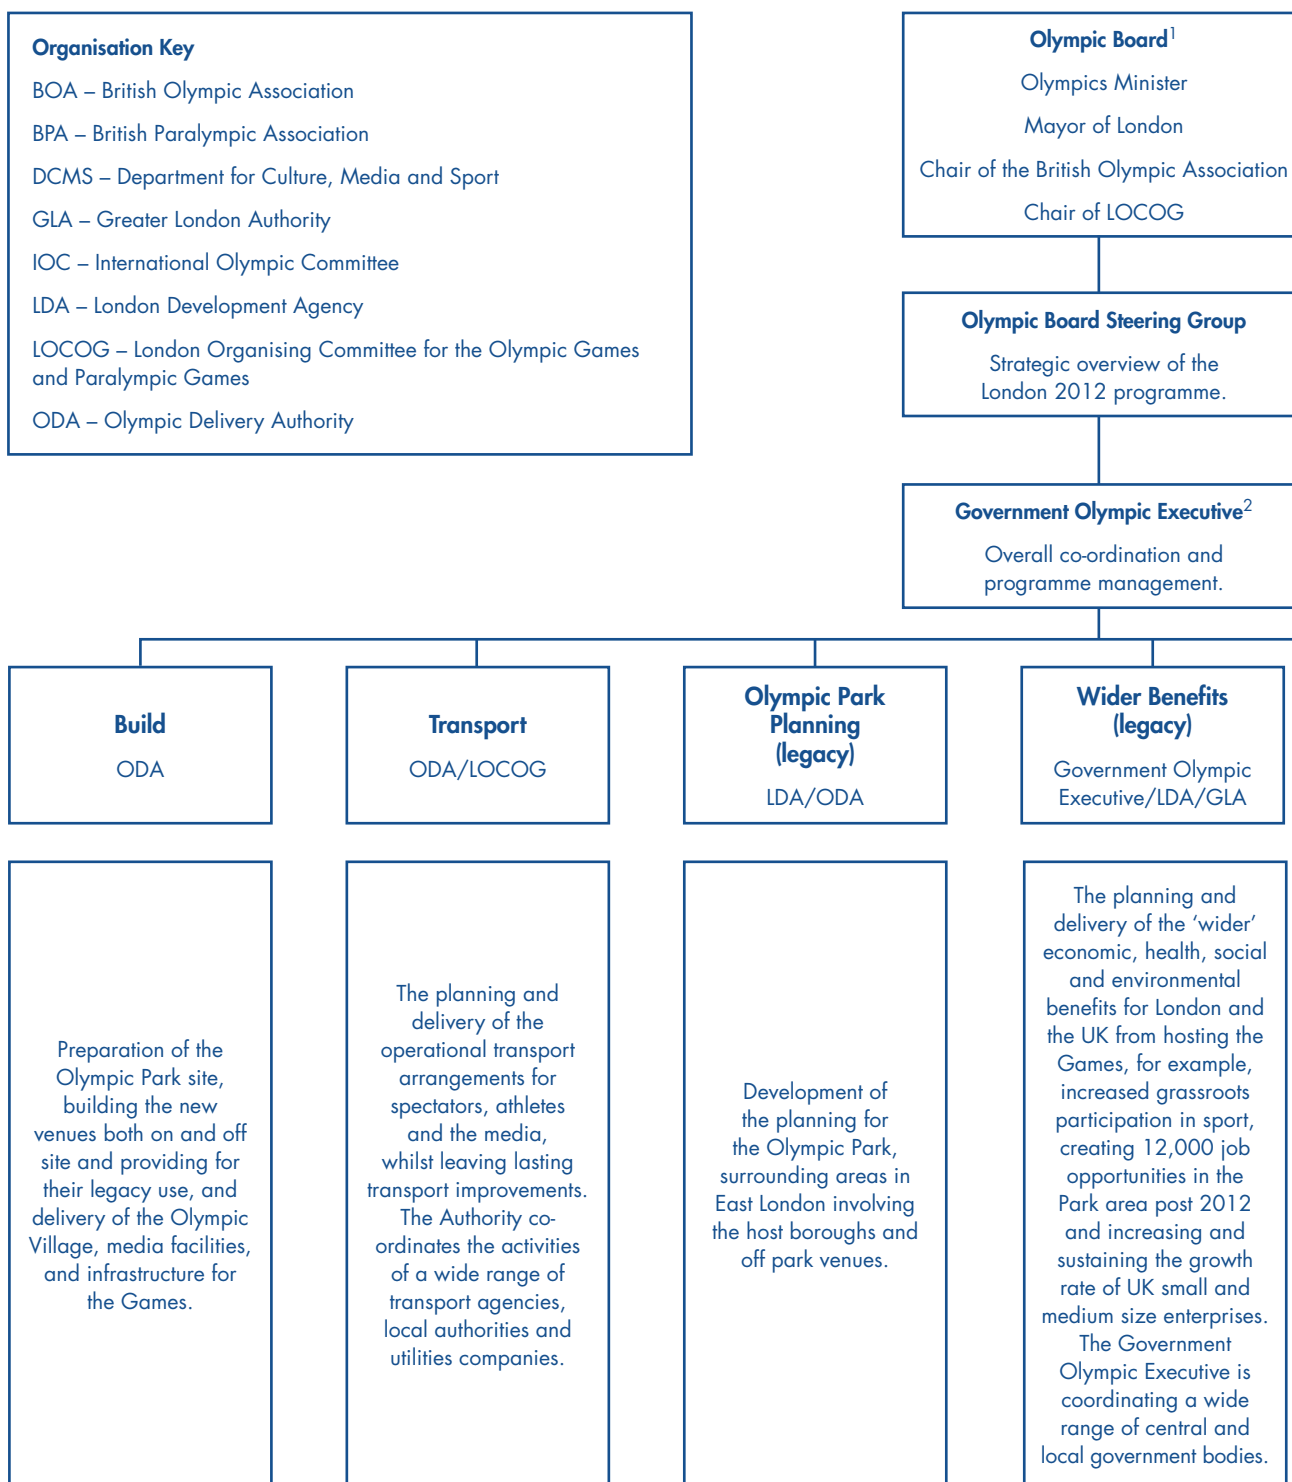 Organisation Key
BOA – British Olympic Association
BPA – British Paralympic Association
DCMS – Department for Culture, Media and Sport
GLA – Greater London Authority
IOC – International Olympic Committee
LDA – London Development Agency
LOCOG – London Organising Committee for the Olympic Games
and Paralympic Games
ODA – Olympic Delivery Authority
Olympic Board1
Olympics Minister
Mayor of London
Chair of the British Olympic Association
Chair of LOCOG
Olympic Board Steering Group
Strategic overview of the
London 2012 programme.
Government Olympic Executive2
Overall co-ordination and
programme management.
Build
ODA
Transport
ODA/LOCOG
Olympic Park
Planning
(legacy)
LDA/ODA
Wider Benefits
(legacy)
Government Olympic
Executive/LDA/GLA
Preparation of the
Olympic Park site,
building the new
venues both on and off
site and providing for
their legacy use, and
delivery of the Olympic
Village, media facilities,
and infrastructure for
the Games.
The planning and
delivery of the
operational transport
arrangements for
spectators, athletes
and the media,
whilst leaving lasting
transport improvements.
The Authority co-
ordinates the activities
of a wide range of
transport agencies,
local authorities and
utilities companies.
Development of
the planning for
the Olympic Park,
surrounding areas in
East London involving
the host boroughs and
off park venues.
The planning and
delivery of the ‘wider’
economic, health, social
and environmental
benefits for London and
the UK from hosting the
Games, for example,
increased grassroots
participation in sport,
creating 12,000 job
opportunities in the
Park area post 2012
and increasing and
sustaining the growth
rate of UK small and
medium size enterprises.
The Government
Olympic Executive is
coordinating a wide
range of central and
local government bodies.